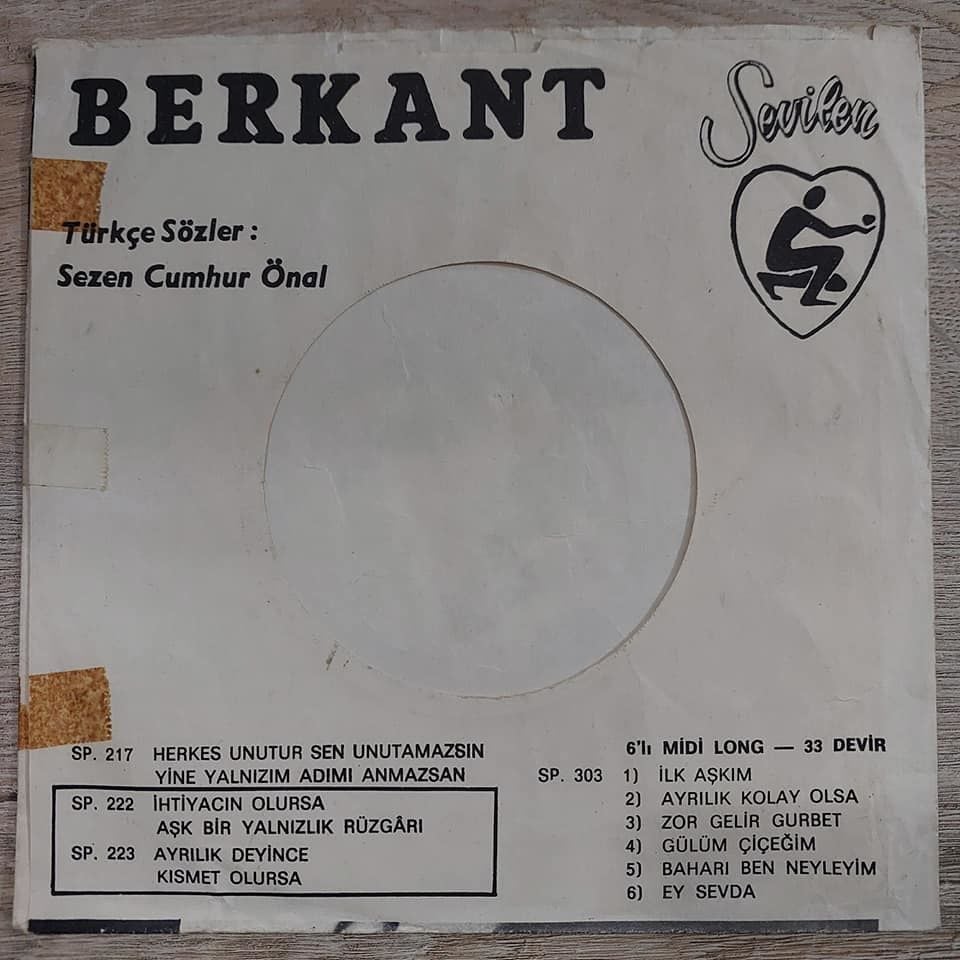 BERKANT
Sevilen
Türkçe Sözler :
Sezen Cumhur Önal
SP. 217 HERKES UNUTUR SEN UNUTAMAZSIN
YİNE YALNIZIM ADIMI ANMAZSAN
SP. 222 İHTİYACIN OLURSA
AŞK BİR YALNIZLIK RÜZGÂRI
SP. 223 AYRILIK DEYİNCE
KISMET OLURSA
6'lı MİDİ LONG — 33 DEVİR
SP. 303 1) İLK AŞKIM
2) AYRILIK KOLAY OLSA
3) ZOR GELİR GURBET
4) GÜLÜM ÇİÇEĞİM
5) BAHARI BEN NEYLEYİM
6) EY SEVDA